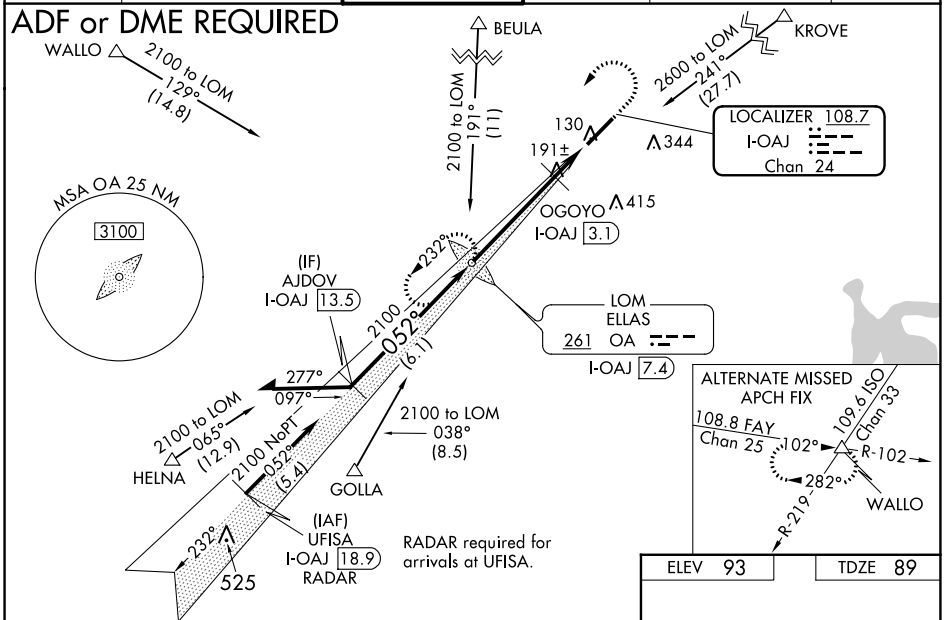 ADF or DME REQUIRED
WALLO
2100 to LOM
129°
(14.8)
BEULA
2100 to LOM
191°
(11)
KROVE
2600 to LOM
241°
(27.7)
LOCALIZER 108.7
I-OAJ
Chan 24
130
344
191±
415
OGOYO
I-OAJ 3.1
MSA OA 25 NM
3100
(IF)
AJDOV
I-OAJ 13.5
232°
2100
052°
(6.1)
LOM
ELLAS
261 OA
I-OAJ 7.4
277°
097°
2100 to LOM
065°
(12.9)
HELNA
2100 NoPT
052°
(5.4)
2100 to LOM
038°
(8.5)
GOLLA
(IAF)
UFISA
I-OAJ 18.9
RADAR
RADAR required for
arrivals at UFISA.
232°
525
ALTERNATE MISSED
APCH FIX
108.8 FAY
Chan 25
102°
109.6 ISO
Chan 33
R-102
282°
R-219
WALLO
ELEV 93
TDZE 89